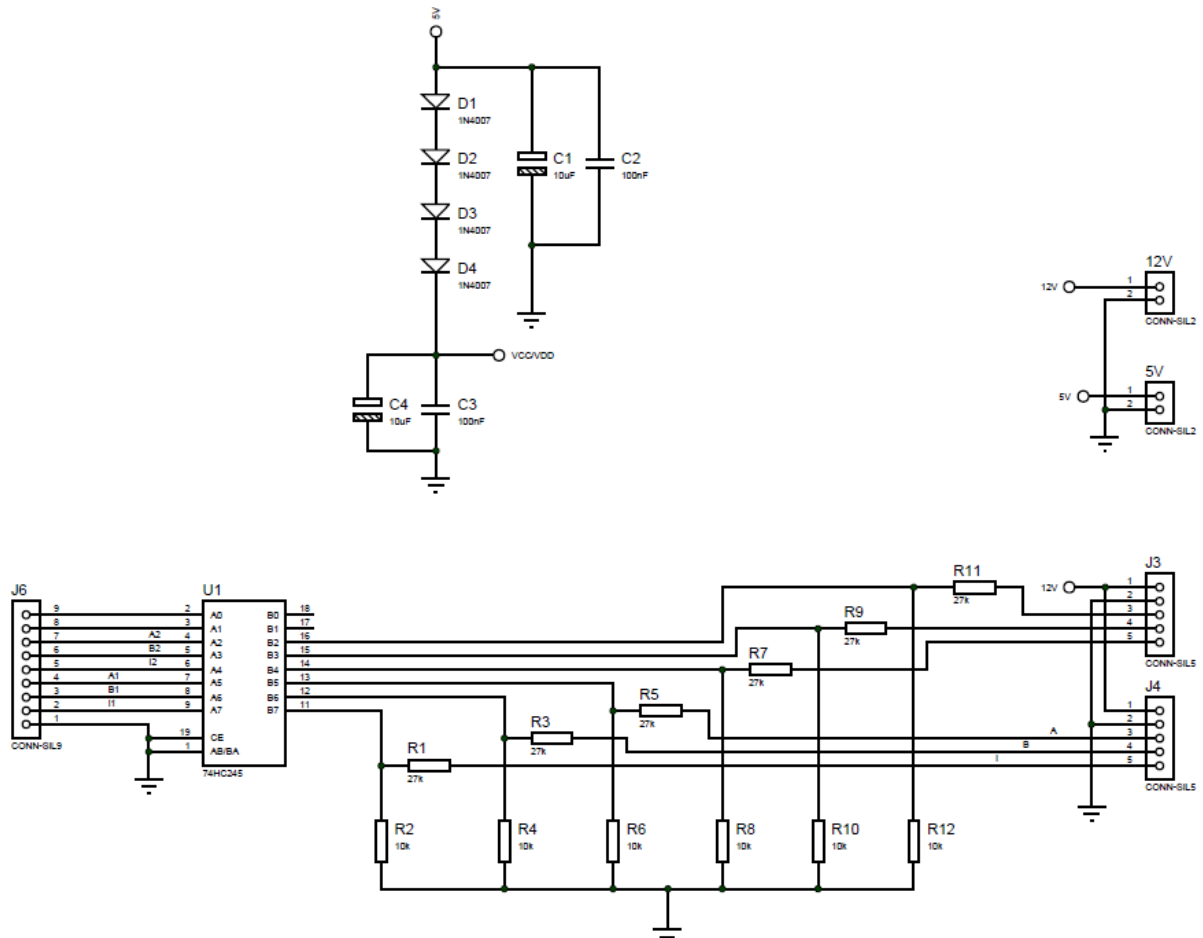 5V
D1
1N4007
D2
1N4007
D3
1N4007
D4
1N4007
C1
10uF
C2
100nF
VCC/VDD
C4
10uF
C3
100nF
12V
12V
1
2
CONN-SIL2
5V
5V
1
2
CONN-SIL2
J6
9
8
7
6
5
4
3
2
1
CONN-SIL9
A2
B2
I2
A1
B1
I1
U1
2
3
4
5
6
7
8
9
19
1
A0
A1
A2
A3
A4
A5
A6
A7
CE
AB/BA
B0
B1
B2
B3
B4
B5
B6
B7
18
17
16
15
14
13
12
11
74HC245
R11
27k
R9
27k
R7
27k
R5
27k
R3
27k
R1
27k
R2
10k
R4
10k
R6
10k
R8
10k
R10
10k
R12
10k
12V
J3
1
2
3
4
5
CONN-SIL5
J4
1
2
3
4
5
CONN-SIL5
A
B
I